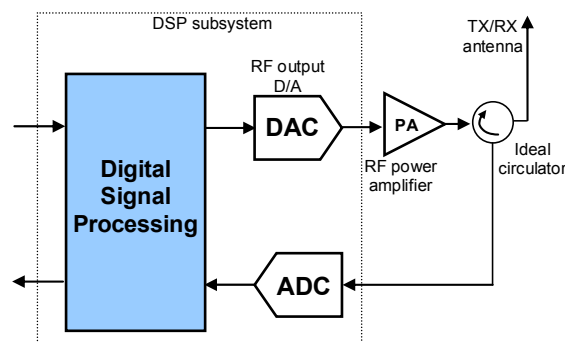 DSP subsystem
TX/RX
antenna
RF output
D/A
DAC
PA
Ideal
circulator
RF power
amplifier
Digital
Signal
Processing
ADC